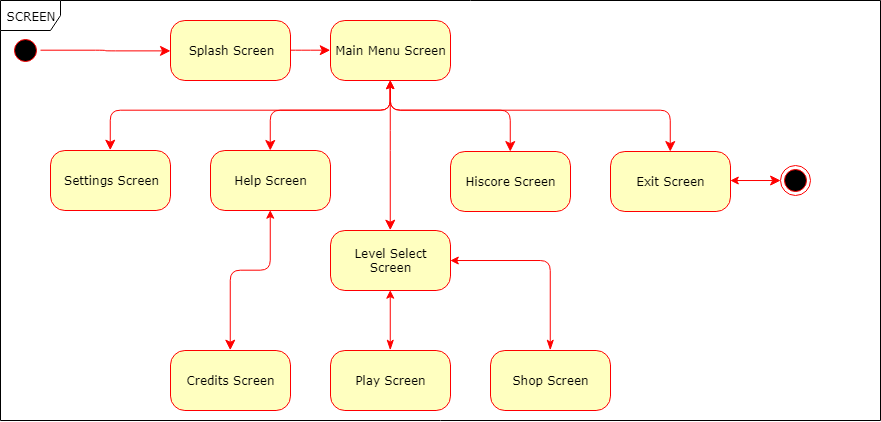 SCREEN
Splash Screen
Main Menu Screen
Settings Screen
Help Screen
Hiscore Screen
Exit Screen
Level Select
Screen
Credits Screen
Play Screen
Shop Screen